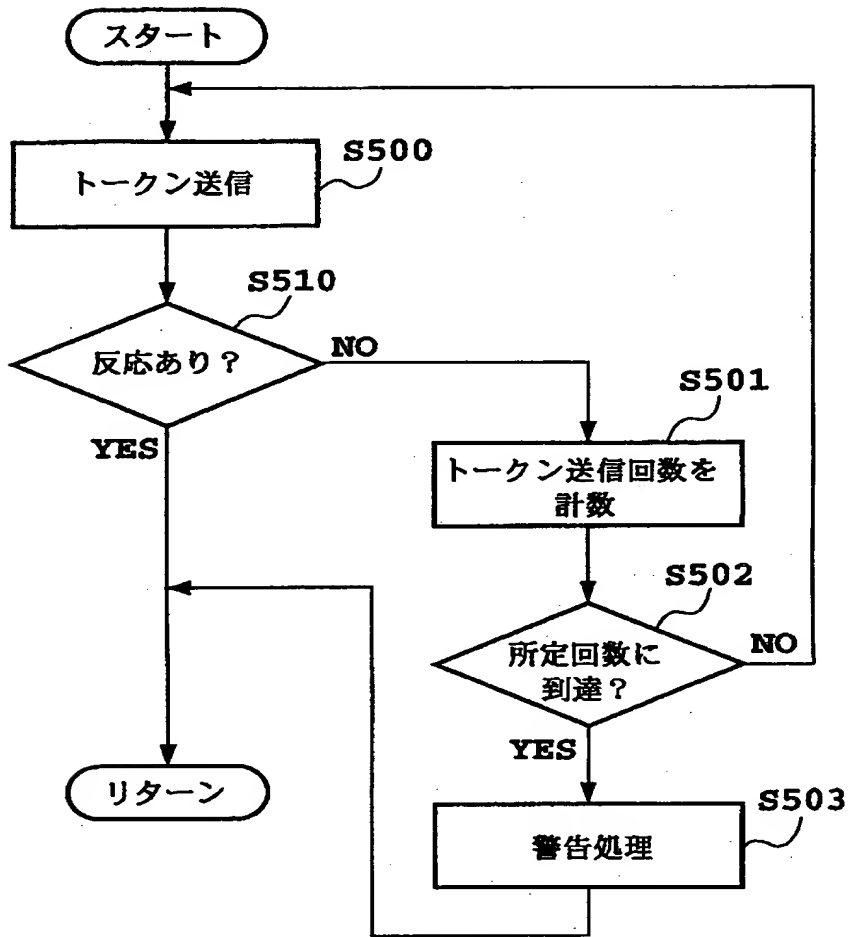 スタート
S500
トークン送信
S510
反応あり?
NO
YES
S501
トークン送信回数を
計数
S502
所定回数に
到達?
NO
YES
リターン
S503
警告処理